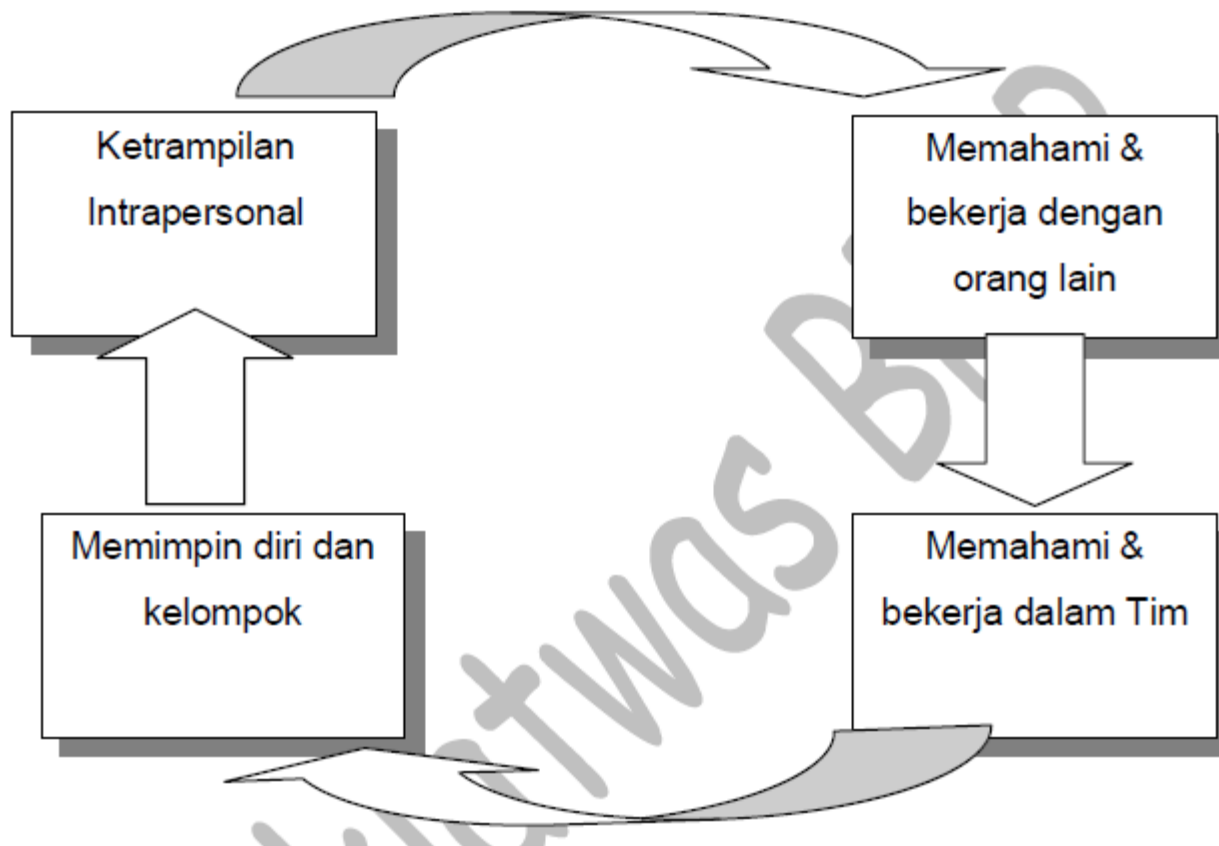 Ketrampilan
Intrapersonal
Memahami &
bekerja dengan
orang lain
Memimpin diri dan
kelompok
Memahami &
bekerja dalam Tim